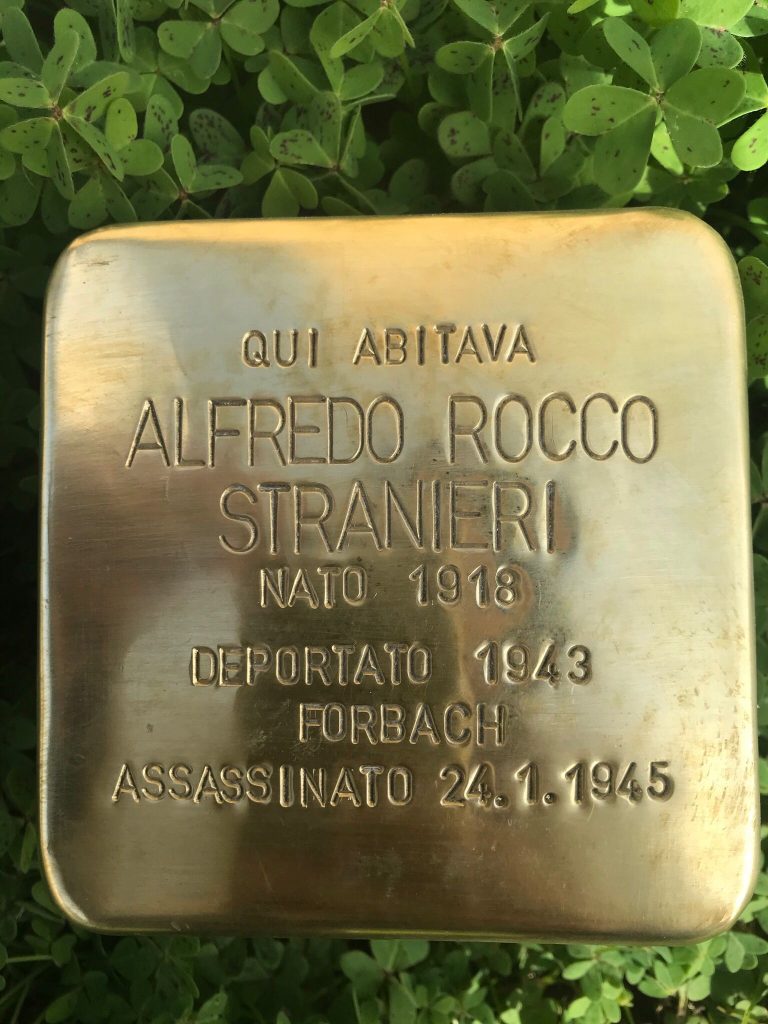 QUI ABITAVA
ALFREDO ROCCO
STRANIERI
NATO 1918
DEPORTATO 1943
FORBACH
ASSASSINATO 24.1.1945